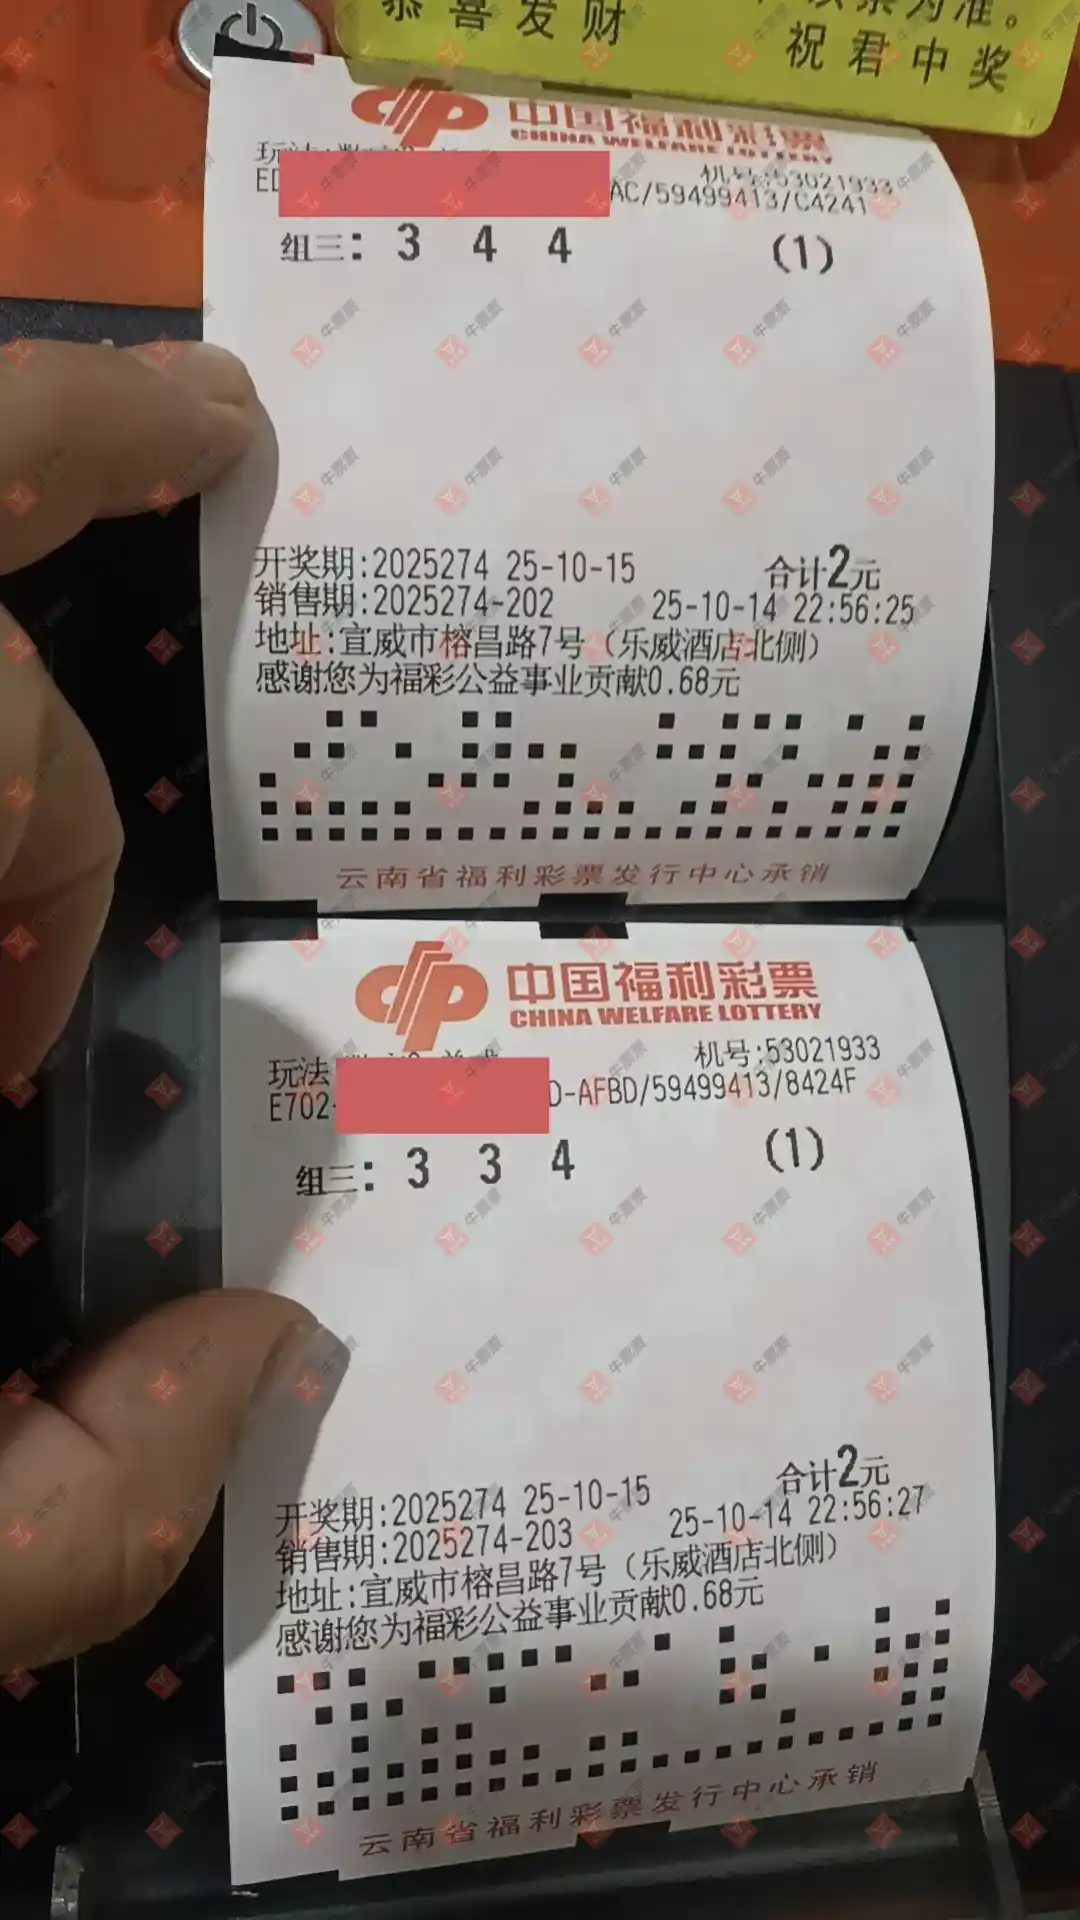 恭喜发财
票为准。
祝君中奖
中国福利彩票
CHINA WELFARE LOTTERY
玩法:
机号:53021933
ED
AC/59499413/C4241
组三: 3 4 4 (1)
开奖期:2025274 25-10-15 合计2元
销售期:2025274-202 25-10-14 22:56:25
地址:宣威市榕昌路7号（乐威酒店北侧）
感谢您为福彩公益事业贡献0.68元
云南省福利彩票发行中心承销
中国福利彩票
CHINA WELFARE LOTTERY
玩法
机号:53021933
E702-
D-AFBD/59499413/8424F
组三: 3 3 4 (1)
开奖期:2025274 25-10-15 合计2元
销售期:2025274-203 25-10-14 22:56:27
地址:宣威市榕昌路7号（乐威酒店北侧）
感谢您为福彩公益事业贡献0.68元
云南省福利彩票发行中心承销